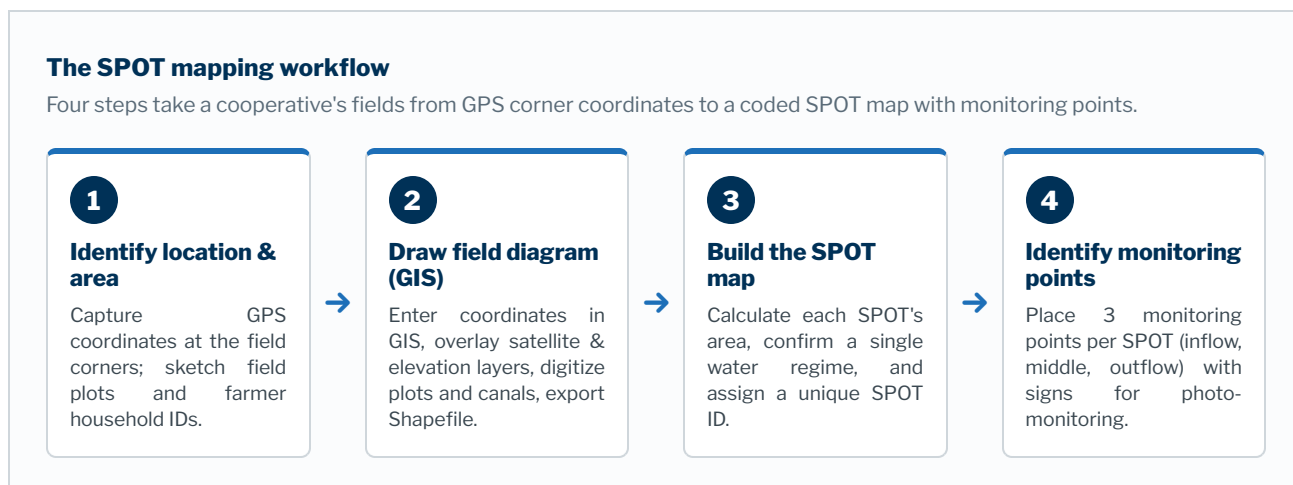 The SPOT mapping workflow
Four steps take a cooperative's fields from GPS corner coordinates to a coded SPOT map with monitoring points.
1
Identify location &
area
Capture GPS
coordinates at the field
corners; sketch field
plots and farmer
household IDs.
2
Draw field diagram
(GIS)
Enter coordinates in
GIS, overlay satellite &
elevation layers, digitize
plots and canals, export
Shapefile.
3
Build the SPOT
map
Calculate each SPOT's
area, confirm a single
water regime, and
assign a unique SPOT
ID.
4
Identify monitoring
points
Place 3 monitoring
points per SPOT (inflow,
middle, outflow) with
signs for photo-
monitoring.